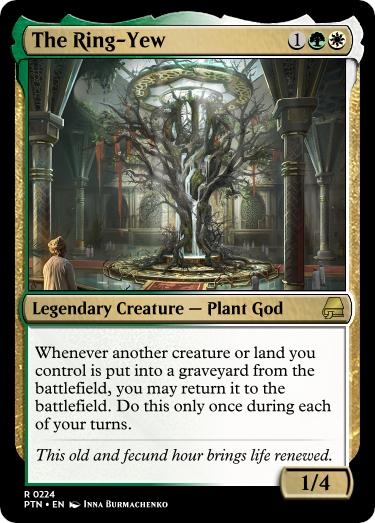 The Ring-Yew 1
Legendary Creature — Plant God
Whenever another creature or land you
control is put into a graveyard from the
battlefield, you may return it to the
battlefield. Do this only once during each
of your turns.
This old and fecund hour brings life renewed.
1/4
R 0224
PTN • EN Inna Burmachenko